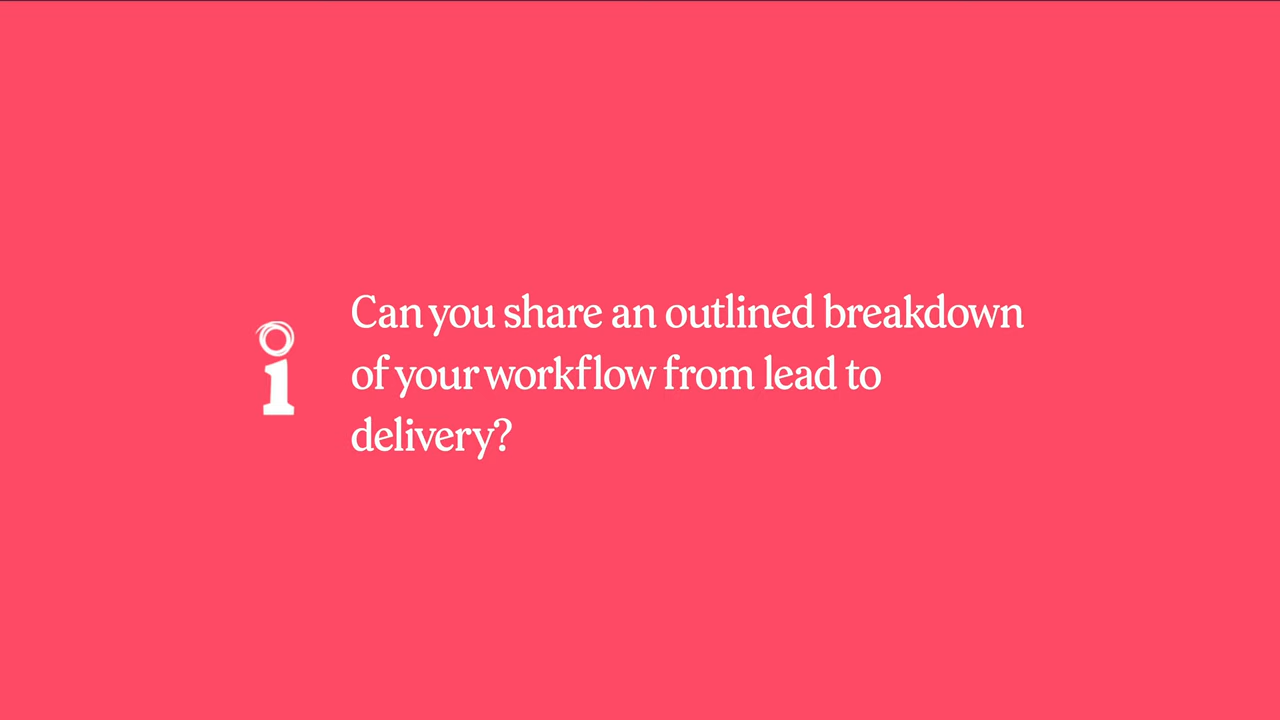 Can you share an outlined breakdown
of your workflow from lead to
delivery?